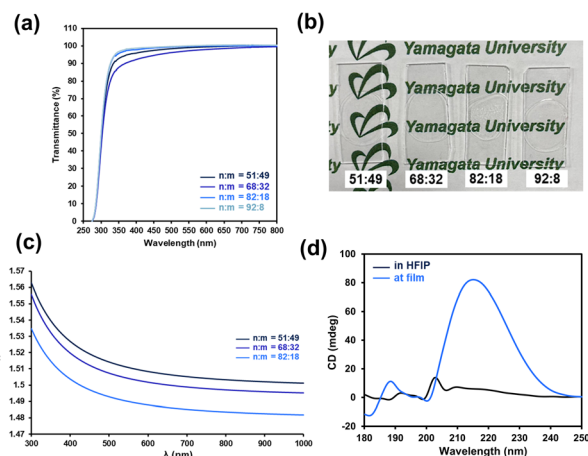 (a)
110
100
90
80
70
60
50
40
30
20
10
0
Transmittance (%)
n:m = 51:49
n:m = 68:32
n:m = 82:18
n:m = 92:8
250 300 350 400 450 500 550 600 650 700 750 800
Wavelength (nm)
(b)
Yamagata University
Yamagata University
Yamagata University
Yamagata University
51:49 68:32 82:18 92:8
(c)
1.57
1.56
1.55
1.54
1.53
1.52
1.51
1.5
1.49
1.48
1.47
n:m = 51:49
n:m = 68:32
n:m = 82:18
300 400 500 600 700 800 900 1000
λ (nm)
(d)
100
80
60
40
20
0
-20
CD (mdeg)
in HFIP
at film
180 190 200 210 220 230 240 250
Wavelength (nm)